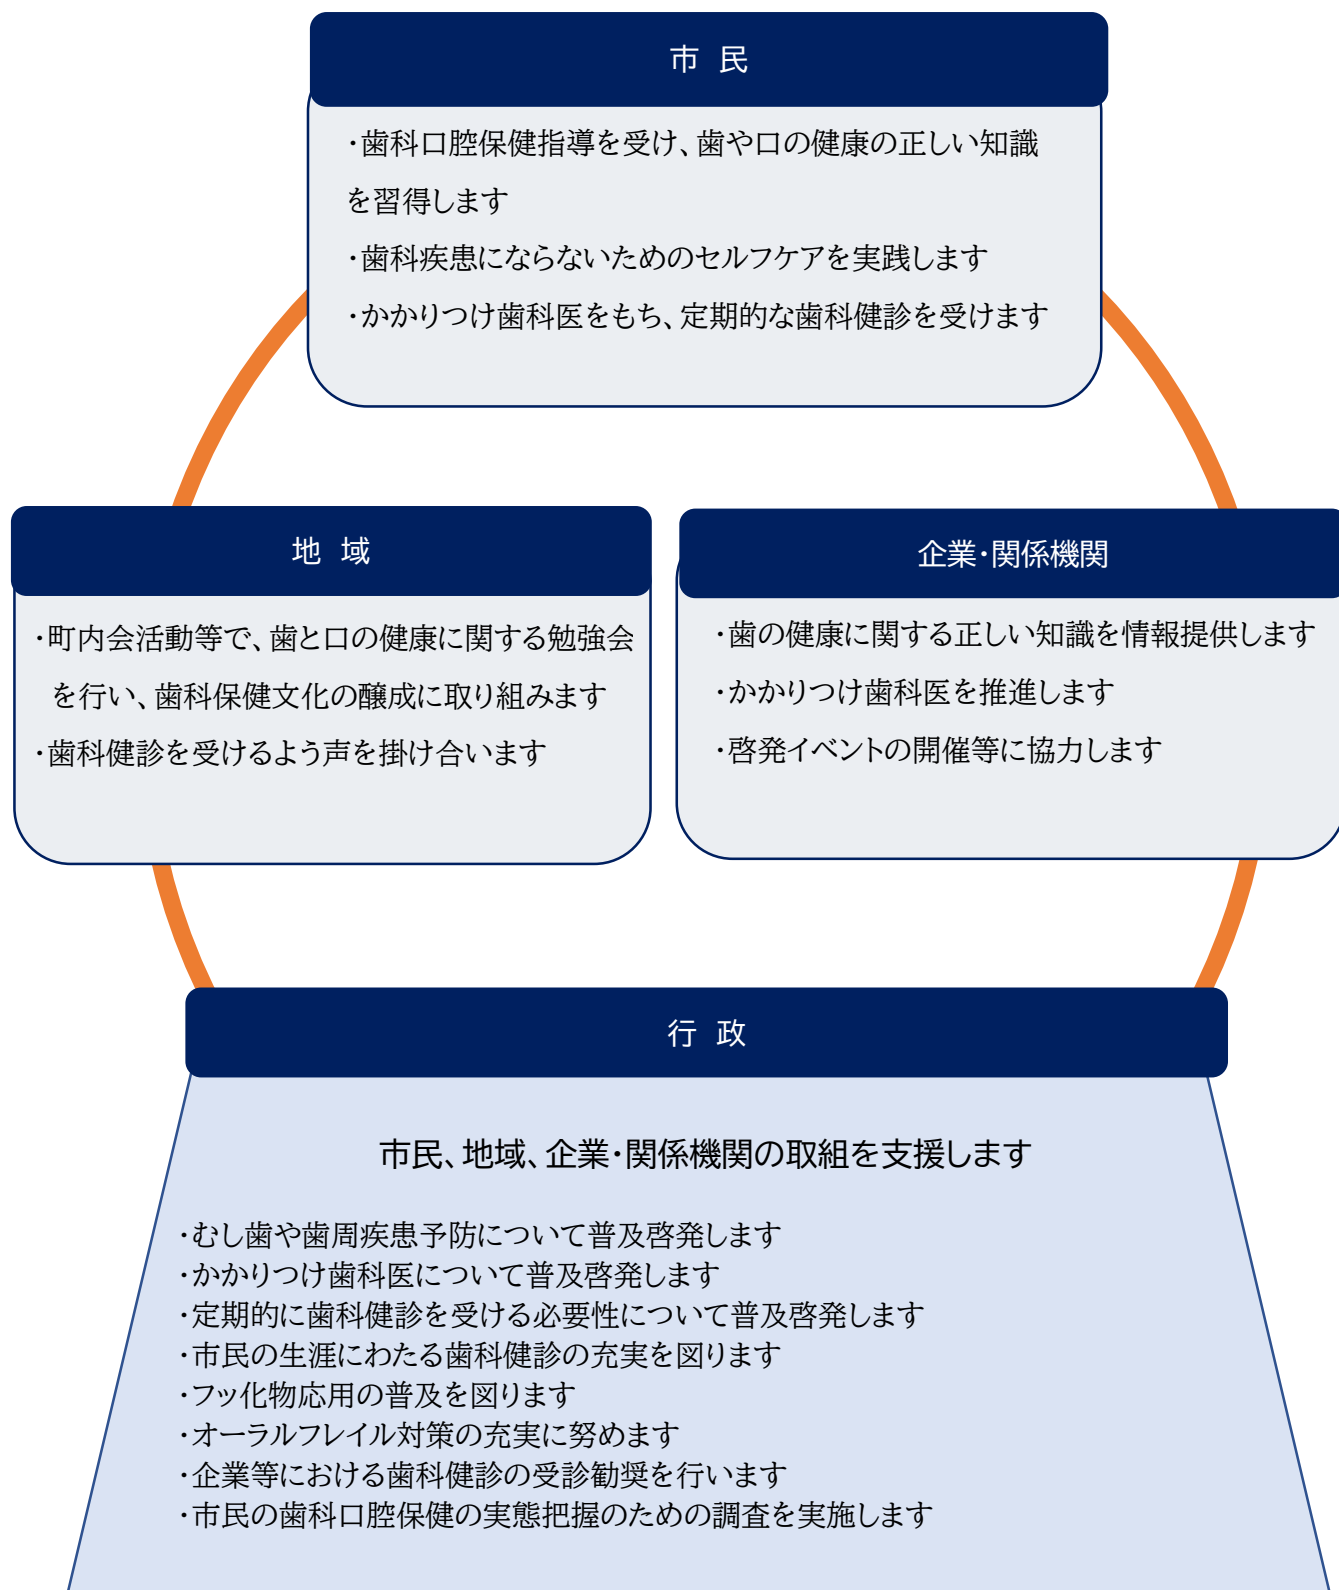 市 民
・歯科口腔保健指導を受け、歯や口の健康の正しい知識
を習得します
・歯科疾患にならないためのセルフケアを実践します
・かかりつけ歯科医をもち、定期的な歯科健診を受けます
地 域
・町内会活動等で、歯と口の健康に関する勉強会
を行い、歯科保健文化の醸成に取り組みます
・歯科健診を受けるよう声を掛け合います
企業・関係機関
・歯の健康に関する正しい知識を情報提供します
・かかりつけ歯科医を推進します
・啓発イベントの開催等に協力します
行 政
市民、地域、企業・関係機関の取組を支援します
・むし歯や歯周疾患予防について普及啓発します
・かかりつけ歯科医について普及啓発します
・定期的に歯科健診を受ける必要性について普及啓発します
・市民の生涯にわたる歯科健診の充実を図ります
・フッ化物応用の普及を図ります
・オーラルフレイル対策の充実に努めます
・企業等における歯科健診の受診勧奨を行います
・市民の歯科口腔保健の実態把握のための調査を実施します